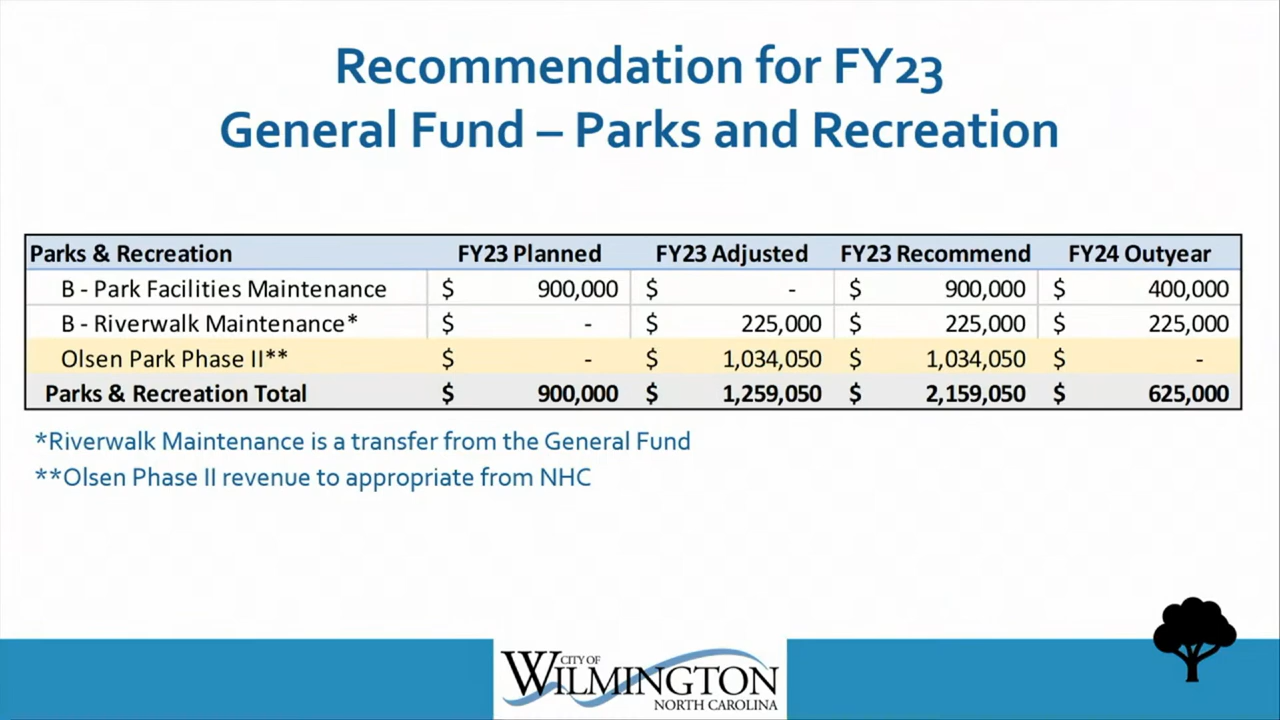 Recommendation for FY23
General Fund – Parks and Recreation
Parks & Recreation FY23 Planned FY23 Adjusted FY23 Recommend FY24 Outyear
B - Park Facilities Maintenance $ 900,000 $ - $ 900,000 $ 400,000
B - Riverwalk Maintenance* $ - $ 225,000 $ 225,000 $ 225,000
Olsen Park Phase II** $ - $ 1,034,050 $ 1,034,050 $ -
Parks & Recreation Total $ 900,000 $ 1,259,050 $ 2,159,050 $ 625,000
*Riverwalk Maintenance is a transfer from the General Fund
**Olsen Phase II revenue to appropriate from NHC
CITY OF
WILMINGTON
NORTH CAROLINA